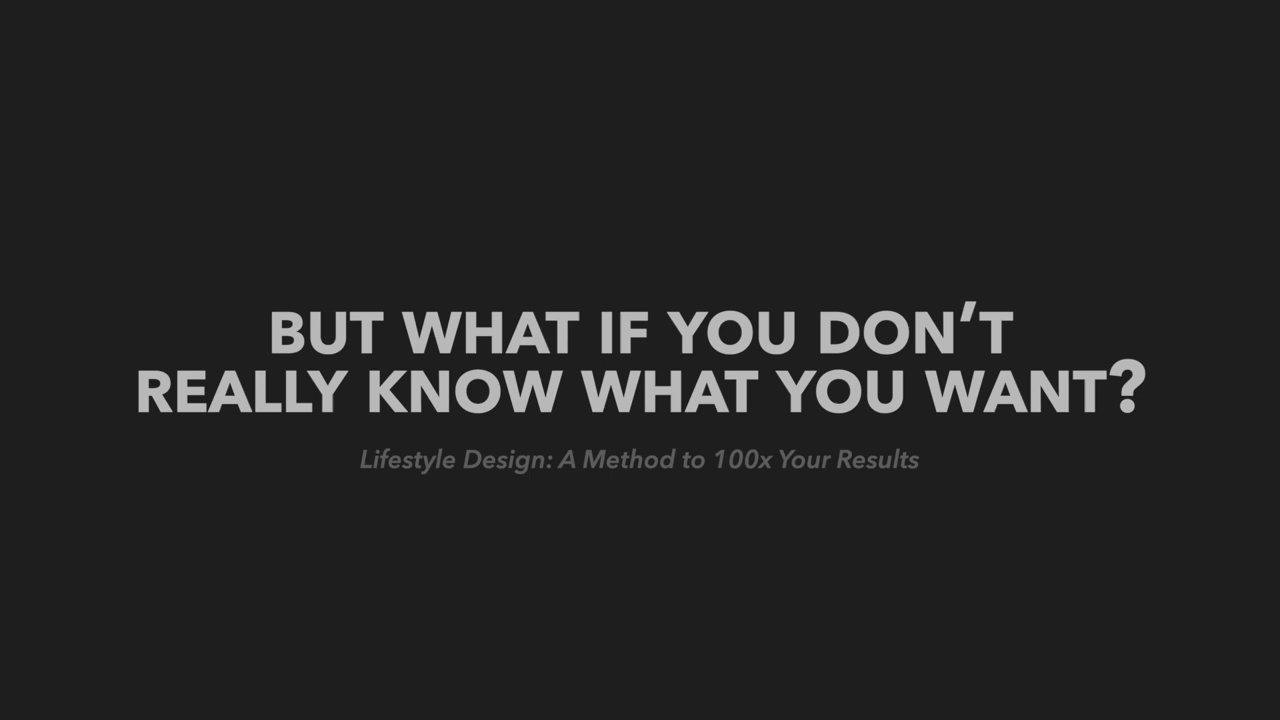 BUT WHAT IF YOU DON'T
REALLY KNOW WHAT YOU WANT?
Lifestyle Design: A Method to 100x Your Results